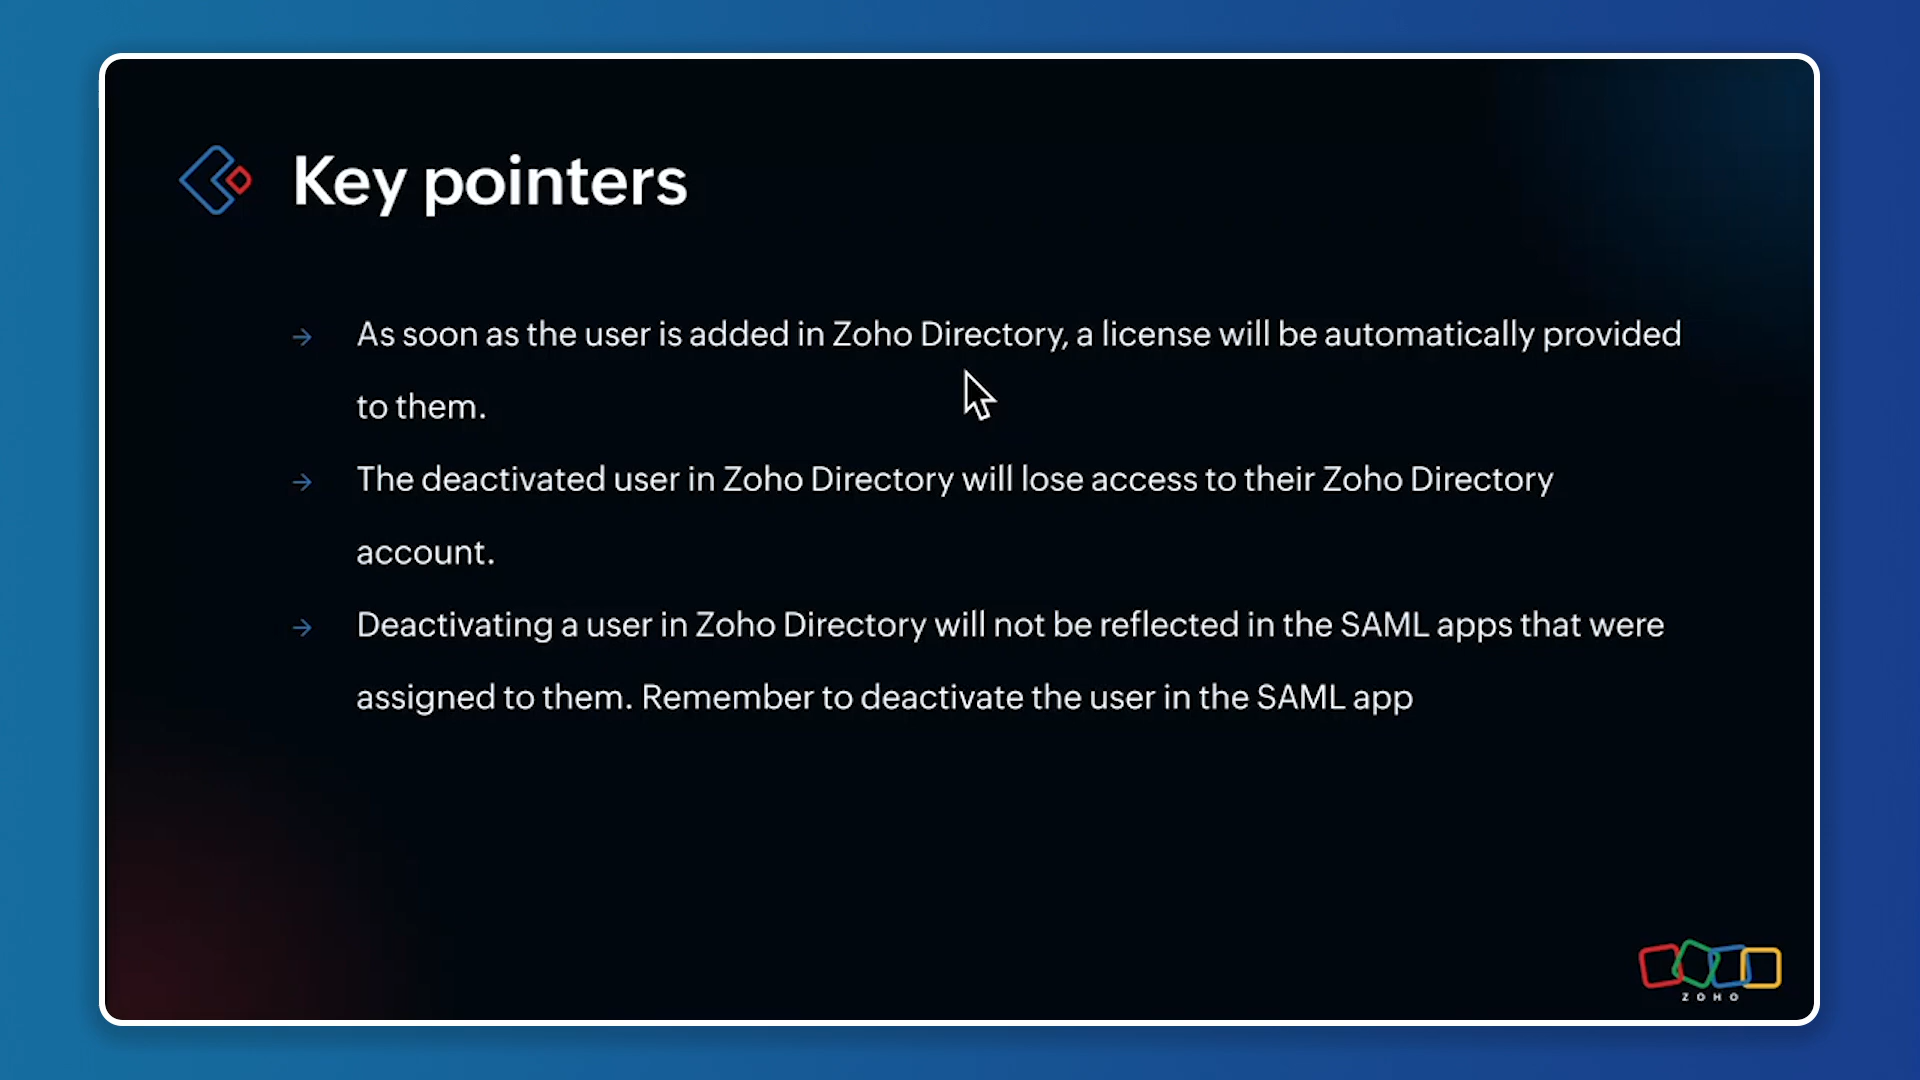 Key pointers
→ As soon as the user is added in Zoho Directory, a license will be automatically provided
to them.
→ The deactivated user in Zoho Directory will lose access to their Zoho Directory
account.
→ Deactivating a user in Zoho Directory will not be reflected in the SAML apps that were
assigned to them. Remember to deactivate the user in the SAML app
ZOHO